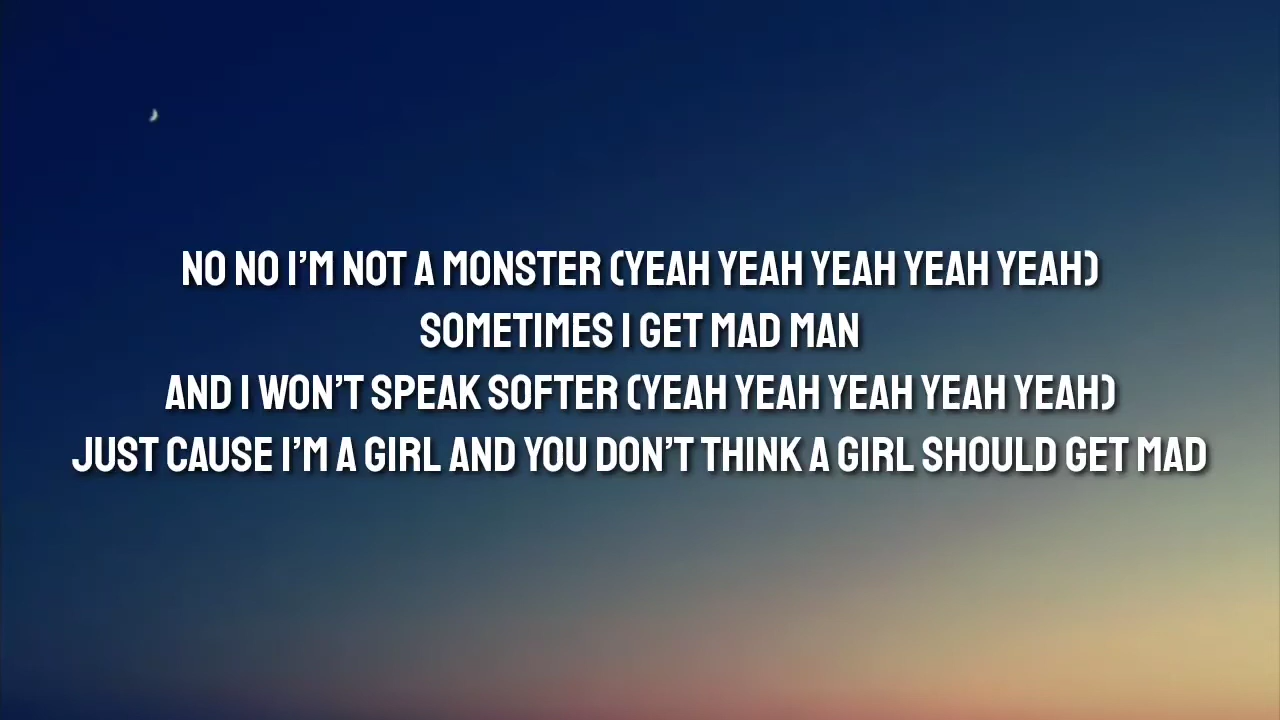 NO NO I’M NOT A MONSTER (YEAH YEAH YEAH YEAH YEAH)
SOMETIMES I GET MAD MAN
AND I WON’T SPEAK SOFTER (YEAH YEAH YEAH YEAH YEAH)
JUST CAUSE I’M A GIRL AND YOU DON’T THINK A GIRL SHOULD GET MAD